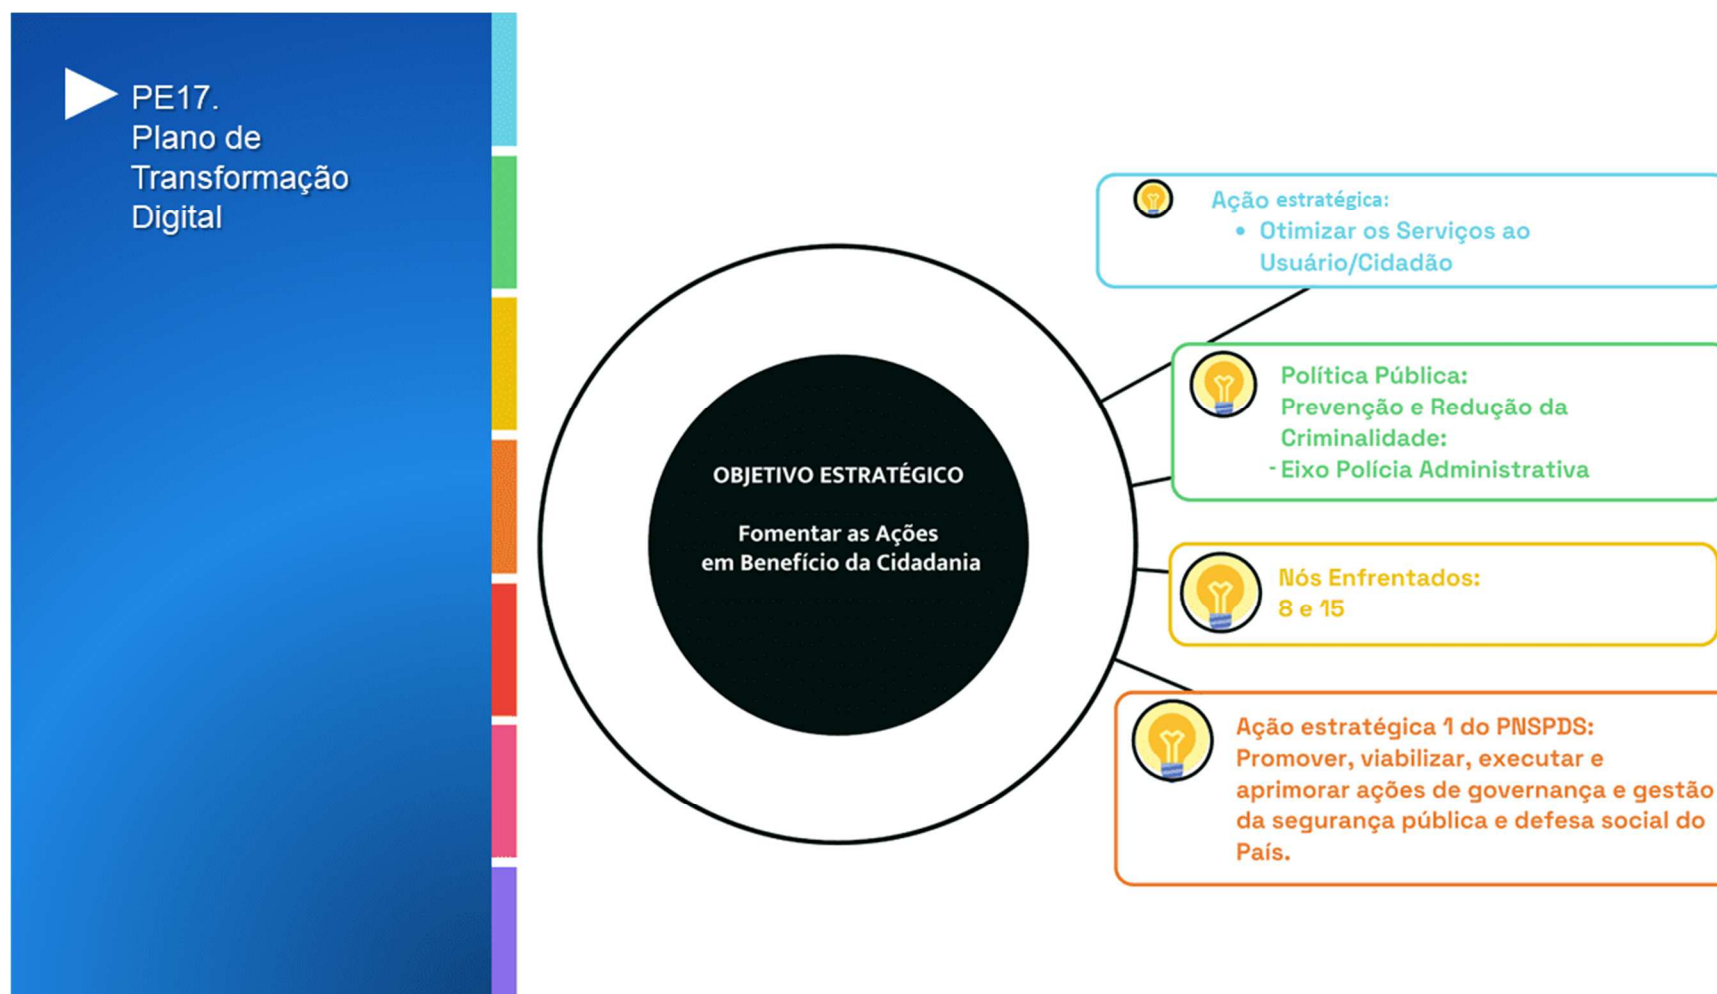 PE17.
Plano de
Transformação
Digital
OBJETIVO ESTRATÉGICO
Fomentar as Ações
em Benefício da Cidadania
Ação estratégica:
• Otimizar os Serviços ao
Usuário/Cidadão
Política Pública:
Prevenção e Redução da
Criminalidade:
- Eixo Polícia Administrativa
Nós Enfrentados:
8 e 15
Ação estratégica 1 do PNSPDS:
Promover, viabilizar, executar e
aprimorar ações de governança e gestão
da segurança pública e defesa social do
País.